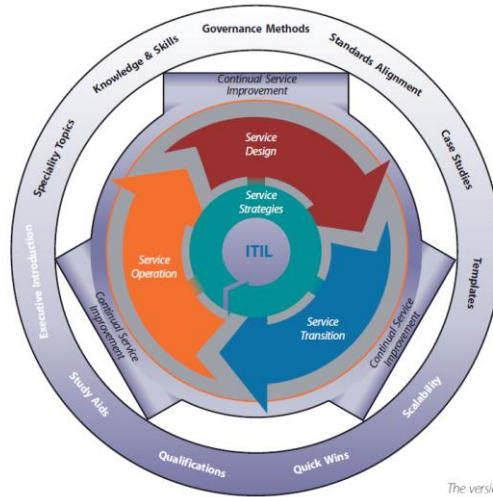 Governance Methods
Standards Alignment
Case Studies
Templates
Scalability
Quick Wins
Qualifications
Study Aids
Executive Introduction
Speciality Topics
Knowledge & Skills
Continual Service
Improvement
Continual Service
Improvement
Continual Service
Improvement
Service
Design
Service
Strategies
ITIL
Service
Operation
Service
Transition
The versi